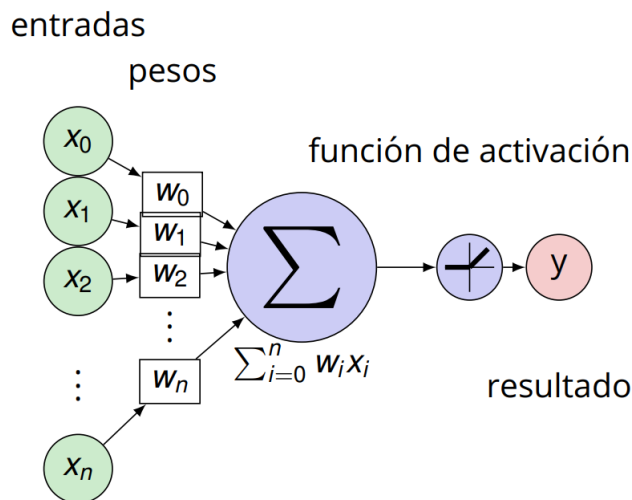 entradas
pesos
x₀
x₁
x₂
⋮
xₙ
w₀
w₁
w₂
⋮
wₙ
∑
∑ⁿᵢ₌₀ wᵢxᵢ
función de activación
y
resultado